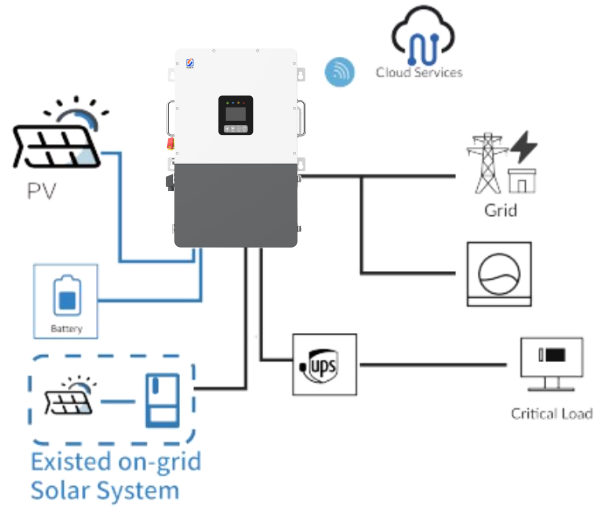 Cloud Services
PV
Grid
Battery
ups
Critical Load
Existed on-grid
Solar System